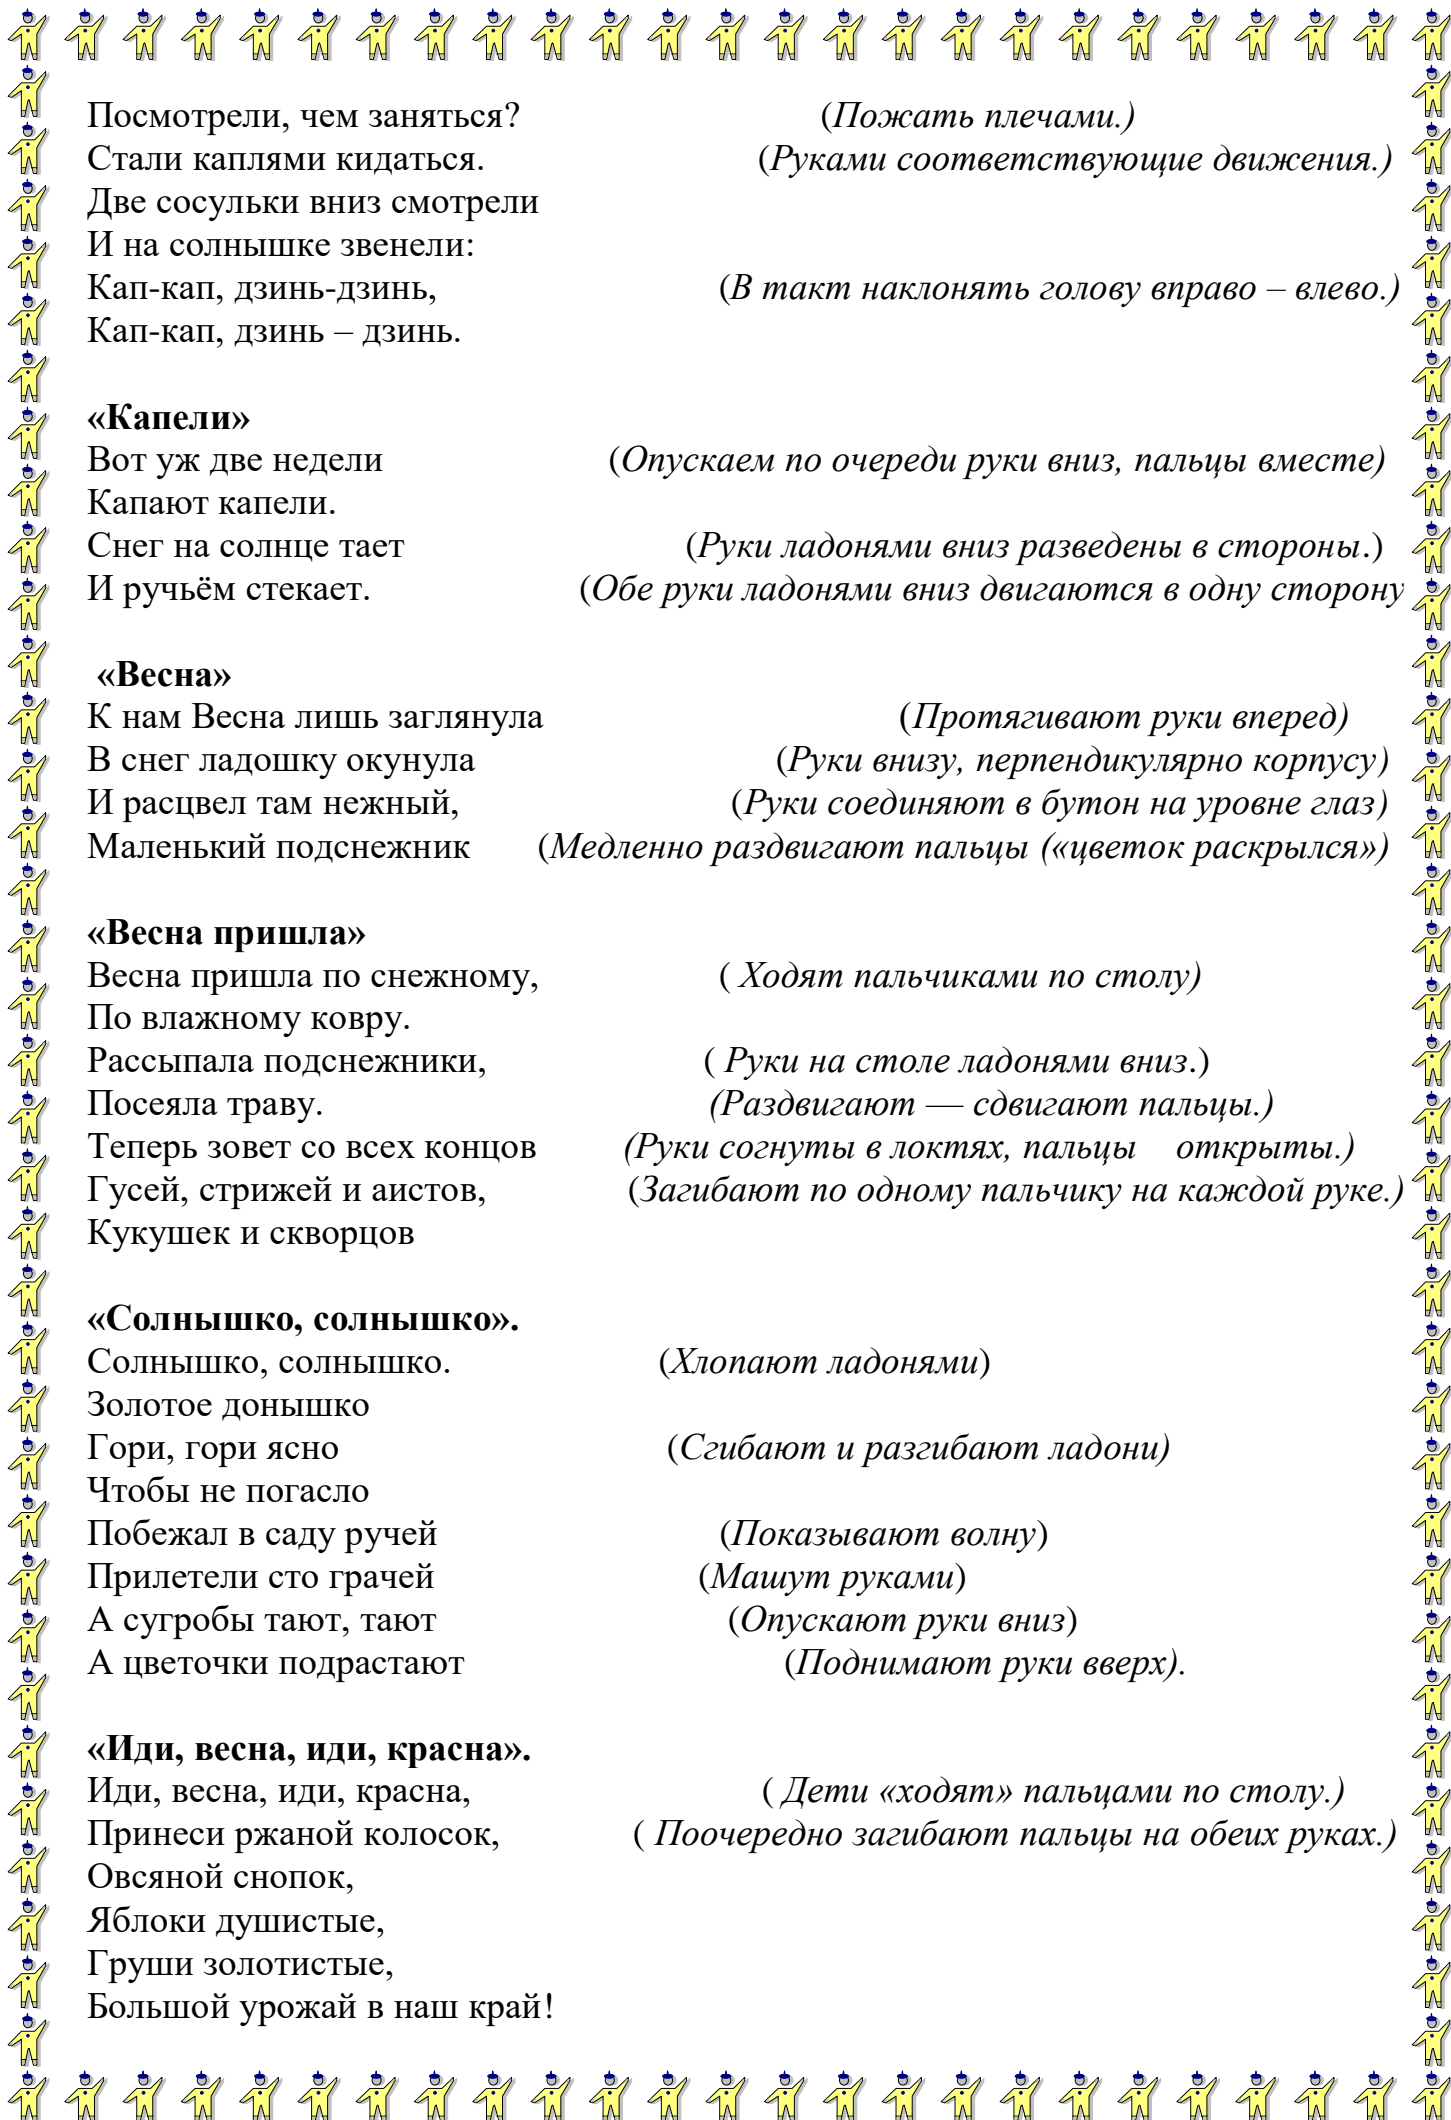 Посмотрели, чем заняться? (Пожать плечами.)
Стали каплями кидаться. (Руками соответствующие движения.)
Две сосульки вниз смотрели
И на солнышке звенели:
Кап-кап, дзинь-дзинь, (В такт наклонять голову вправо – влево.)
Кап-кап, дзинь – дзинь.
«Капели»
Вот уж две недели (Опускаем по очереди руки вниз, пальцы вместе)
Капают капели.
Снег на солнце тает (Руки ладонями вниз разведены в стороны.)
И ручьём стекает. (Обе руки ладонями вниз двигаются в одну сторону
«Весна»
К нам Весна лишь заглянула (Протягивают руки вперед)
В снег ладошку окунула (Руки внизу, перпендикулярно корпусу)
И расцвел там нежный, (Руки соединяют в бутон на уровне глаз)
Маленький подснежник (Медленно раздвигают пальцы («цветок раскрылся»)
«Весна пришла»
Весна пришла по снежному, ( Ходят пальчиками по столу)
По влажному ковру.
Рассыпала подснежники, ( Руки на столе ладонями вниз.)
Посеяла траву. (Раздвигают — сдвигают пальцы.)
Теперь зовет со всех концов (Руки согнуты в локтях, пальцы открыты.)
Гусей, стрижей и аистов, (Загибают по одному пальчику на каждой руке.)
Кукушек и скворцов
«Солнышко, солнышко».
Солнышко, солнышко. (Хлопают ладонями)
Золотое донышко
Гори, гори ясно (Сгибают и разгибают ладони)
Чтобы не погасло
Побежал в саду ручей (Показывают волну)
Прилетели сто грачей (Машут руками)
А сугробы тают, тают (Опускают руки вниз)
А цветочки подрастают (Поднимают руки вверх).
«Иди, весна, иди, красна».
Иди, весна, иди, красна, ( Дети «ходят» пальцами по столу.)
Принеси ржаной колосок, ( Поочередно загибают пальцы на обеих руках.)
Овсяной снопок,
Яблоки душистые,
Груши золотистые,
Большой урожай в наш край!